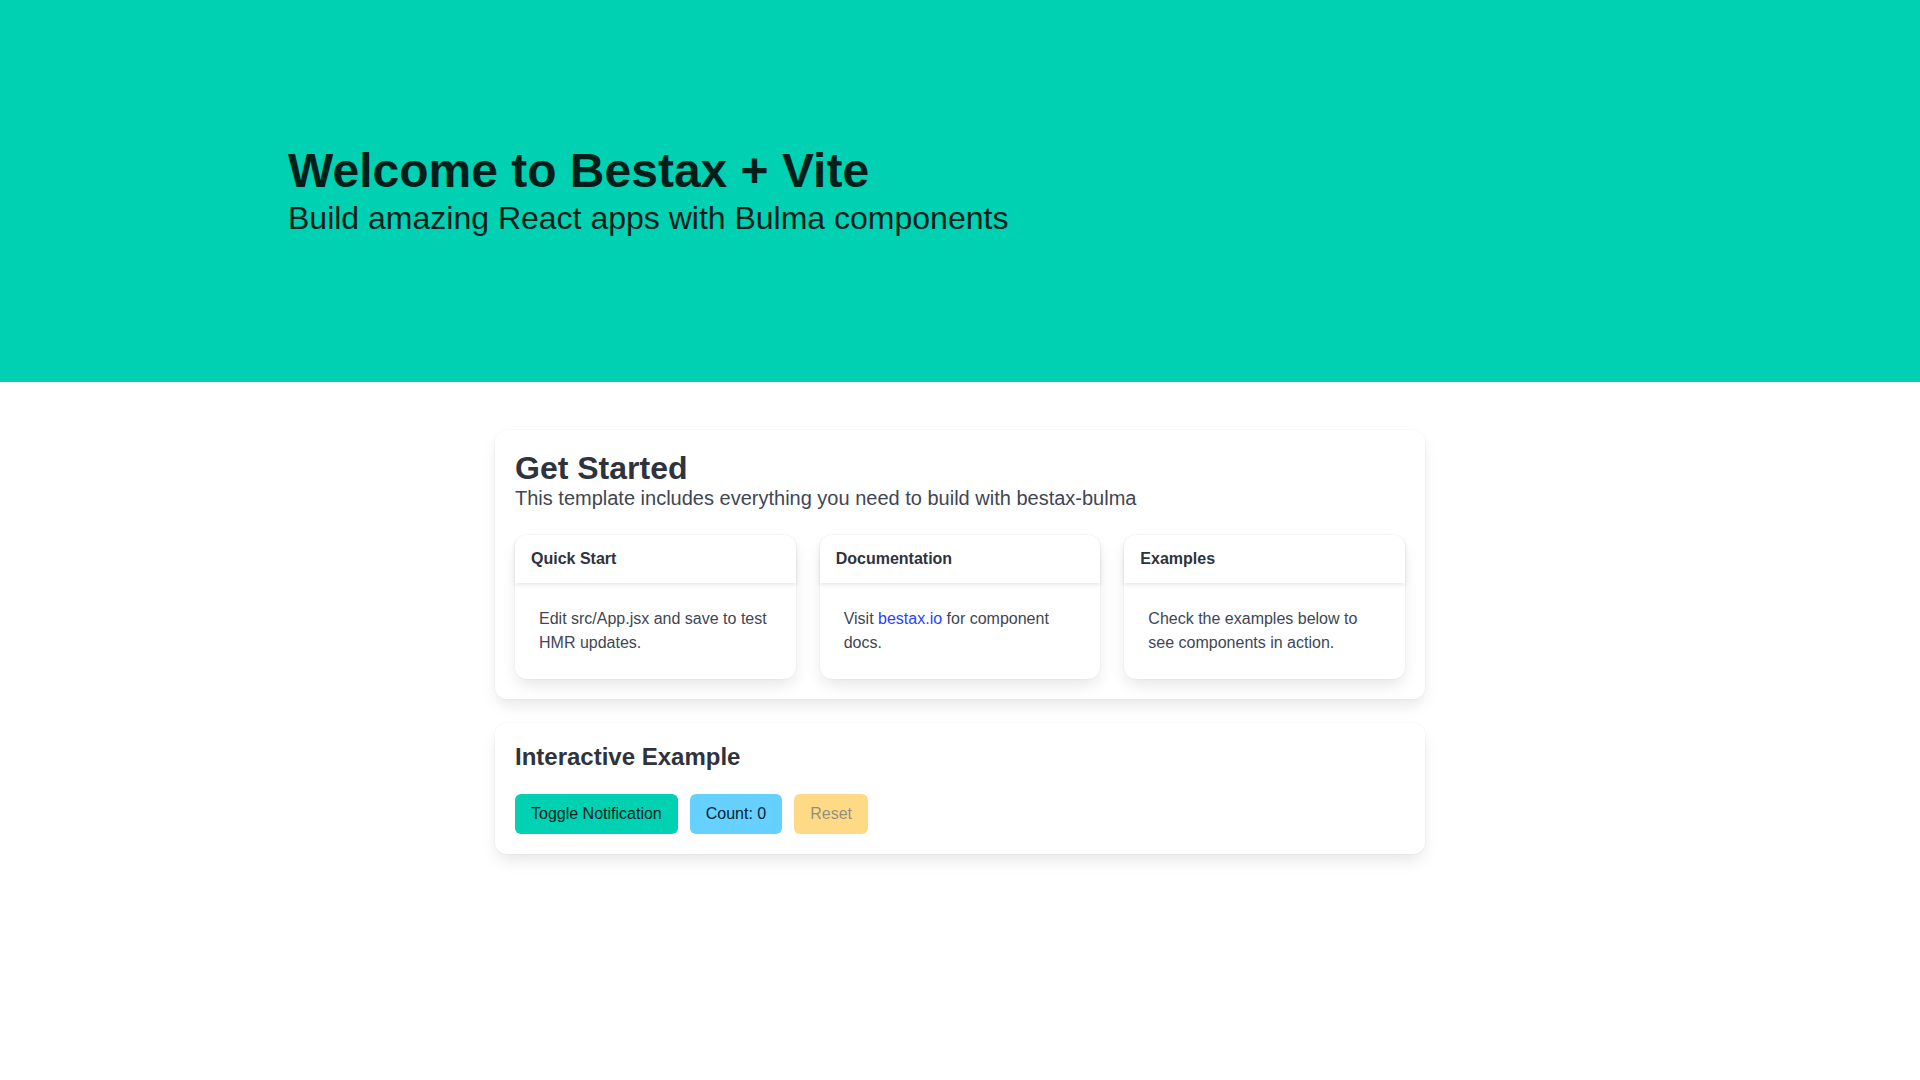 Welcome to Bestax + Vite
Build amazing React apps with Bulma components
Get Started
This template includes everything you need to build with bestax-bulma
Quick Start
Edit src/App.jsx and save to test
HMR updates.
Documentation
Visit bestax.io for component
docs.
Examples
Check the examples below to
see components in action.
Interactive Example
Toggle Notification
Count: 0
Reset